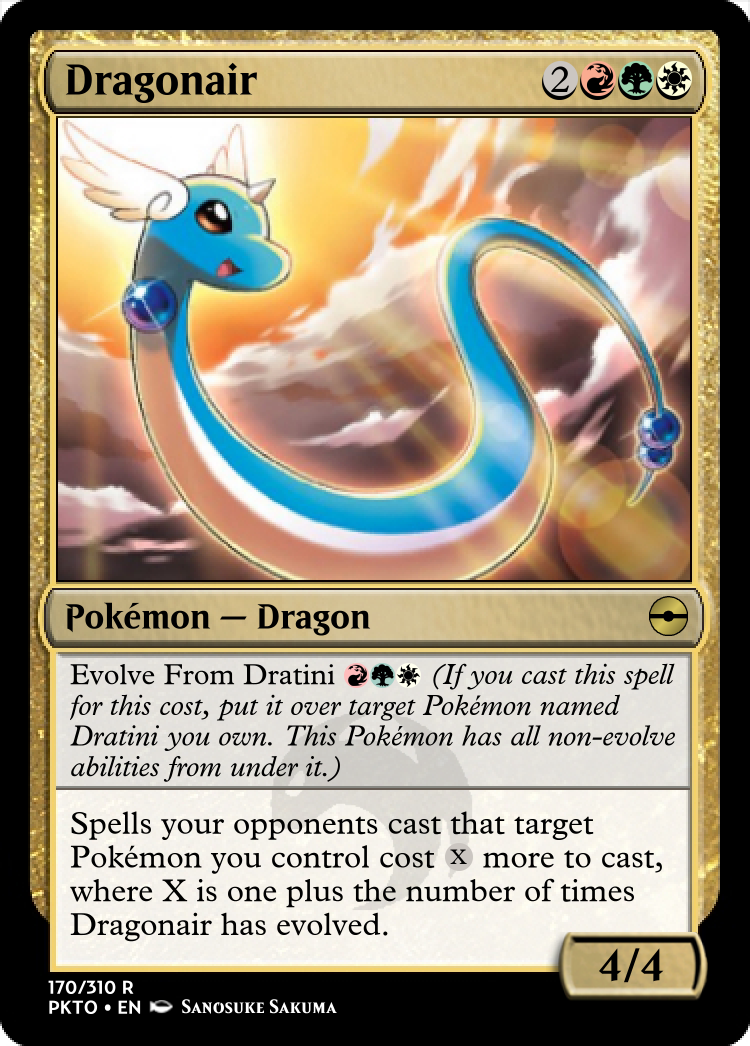 Dragonair 2
Pokémon — Dragon
Evolve From Dratini (If you cast this spell
for this cost, put it over target Pokémon named
Dratini you own. This Pokémon has all non-evolve
abilities from under it.)
Spells your opponents cast that target
Pokémon you control cost X more to cast,
where X is one plus the number of times
Dragonair has evolved.
4/4
170/310 R
PKTO • EN SANOSUKE SAKUMA